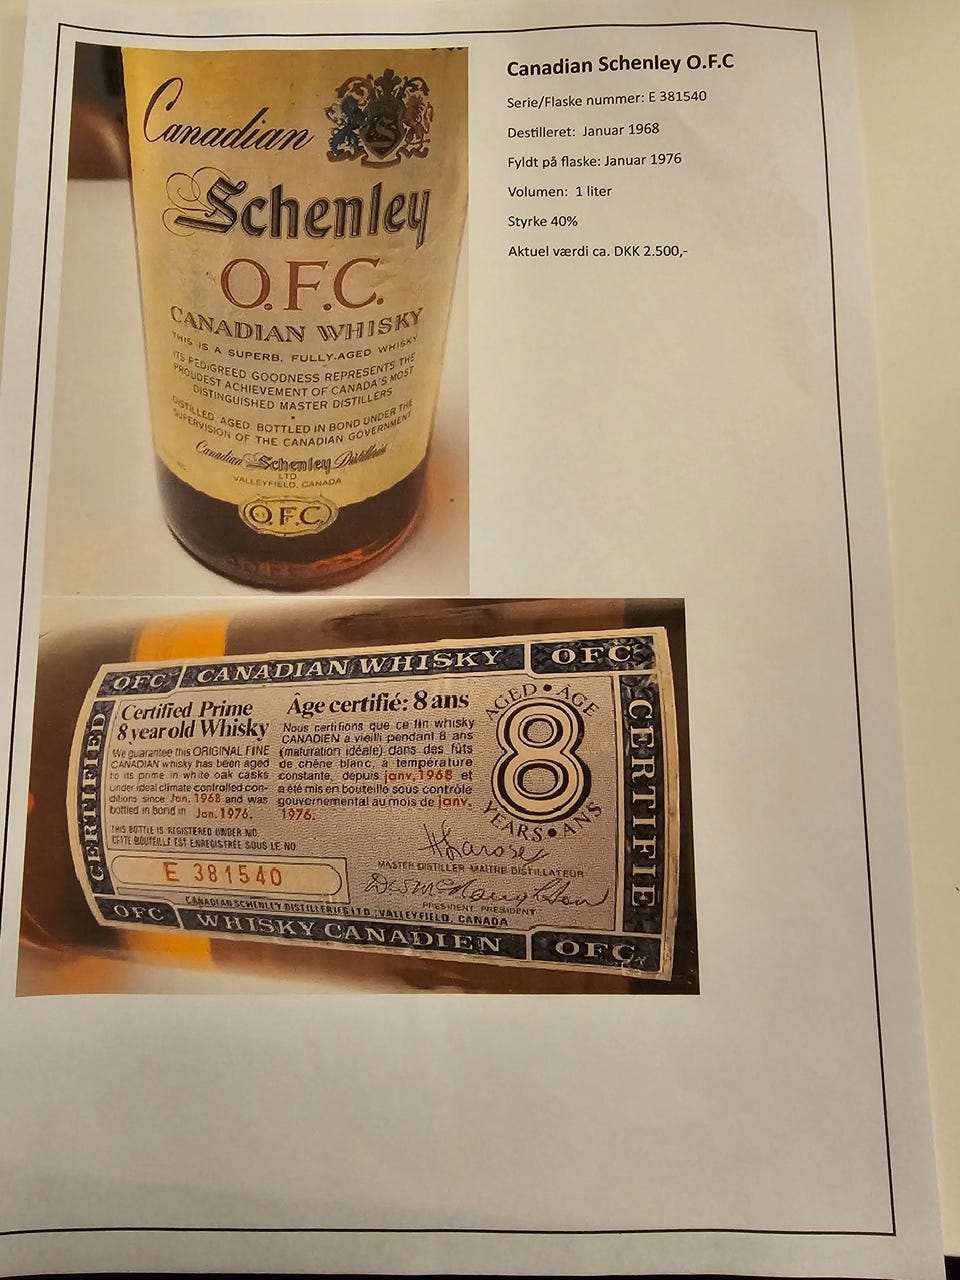 Canadian Schenley O.F.C
Serie/Flaske nummer: E 381540
Destilleret: Januar 1968
Fyldt på flaske: Januar 1976
Volumen: 1 liter
Styrke 40%
Aktuel værdi ca. DKK 2.500,-
Canadian
S
Schenley
O.F.C.
CANADIAN WHISKY
THIS IS A SUPERB, FULLY-AGED WHISKY
ITS PEDIGREED GOODNESS REPRESENTS THE
PROUDEST ACHIEVEMENT OF CANADA'S MOST
DISTINGUISHED MASTER DISTILLERS
DISTILLED, AGED, BOTTLED IN BOND UNDER THE
SUPERVISION OF THE CANADIAN GOVERNMENT
Canadian Schenley Distilleries
LTD
VALLEYFIELD, CANADA
O.F.C.
OFC CANADIAN WHISKY OFC
CERTIFIED
Certified Prime
8 year old Whisky
We guarantee this ORIGINAL FINE
CANADIAN whisky has been aged
to its prime in white oak casks
under ideal climate controlled con-
ditions since Jan. 1968 and was
bottled in bond in Jan. 1976.
THIS BOTTLE IS REGISTERED UNDER NO.
CETTE BOUTEILLE EST ENREGISTRÉE SOUS LE NO.
E 381540
Âge certifié: 8 ans
Nous certifions que ce fin whisky
CANADIEN a vieilli pendant 8 ans
(maturation idéale) dans des fûts
de chêne blanc, à température
constante, depuis janv. 1968 et
a été mis en bouteille sous contrôle
gouvernemental au mois de janv.
1976.
AGED • ÂGE
8
YEARS • ANS
MASTER DISTILLER MAITRE DISTILLATEUR
PRESIDENT PRÉSIDENT
CANADIAN SCHENLEY DISTILLERIES LTD., VALLEYFIELD, CANADA
CERTIFIÉ
OFC WHISKY CANADIEN OFC